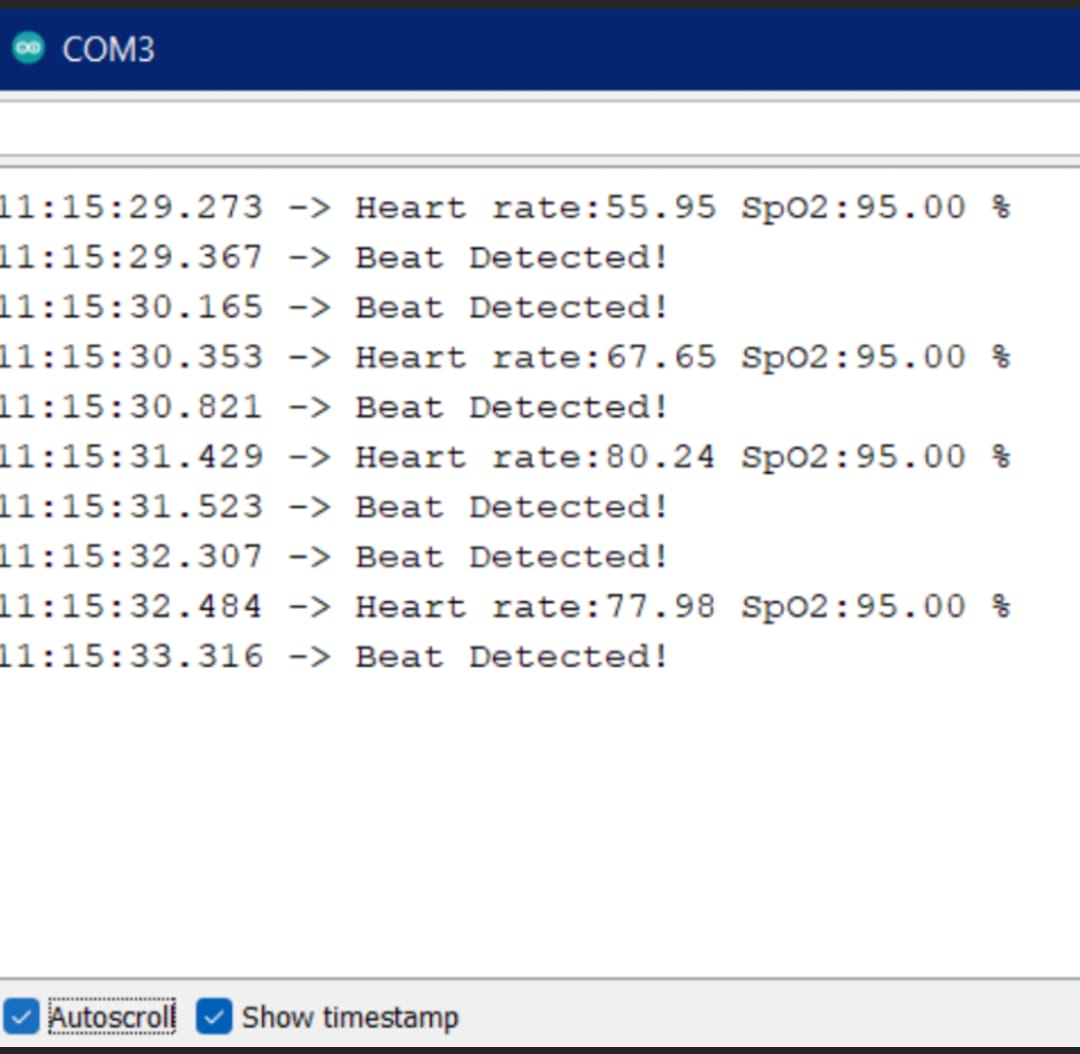 COM3
11:15:29.273 -> Heart rate:55.95 SpO2:95.00 %
11:15:29.367 -> Beat Detected!
11:15:30.165 -> Beat Detected!
11:15:30.353 -> Heart rate:67.65 SpO2:95.00 %
11:15:30.821 -> Beat Detected!
11:15:31.429 -> Heart rate:80.24 SpO2:95.00 %
11:15:31.523 -> Beat Detected!
11:15:32.307 -> Beat Detected!
11:15:32.484 -> Heart rate:77.98 SpO2:95.00 %
11:15:33.316 -> Beat Detected!
Autoscroll Show timestamp